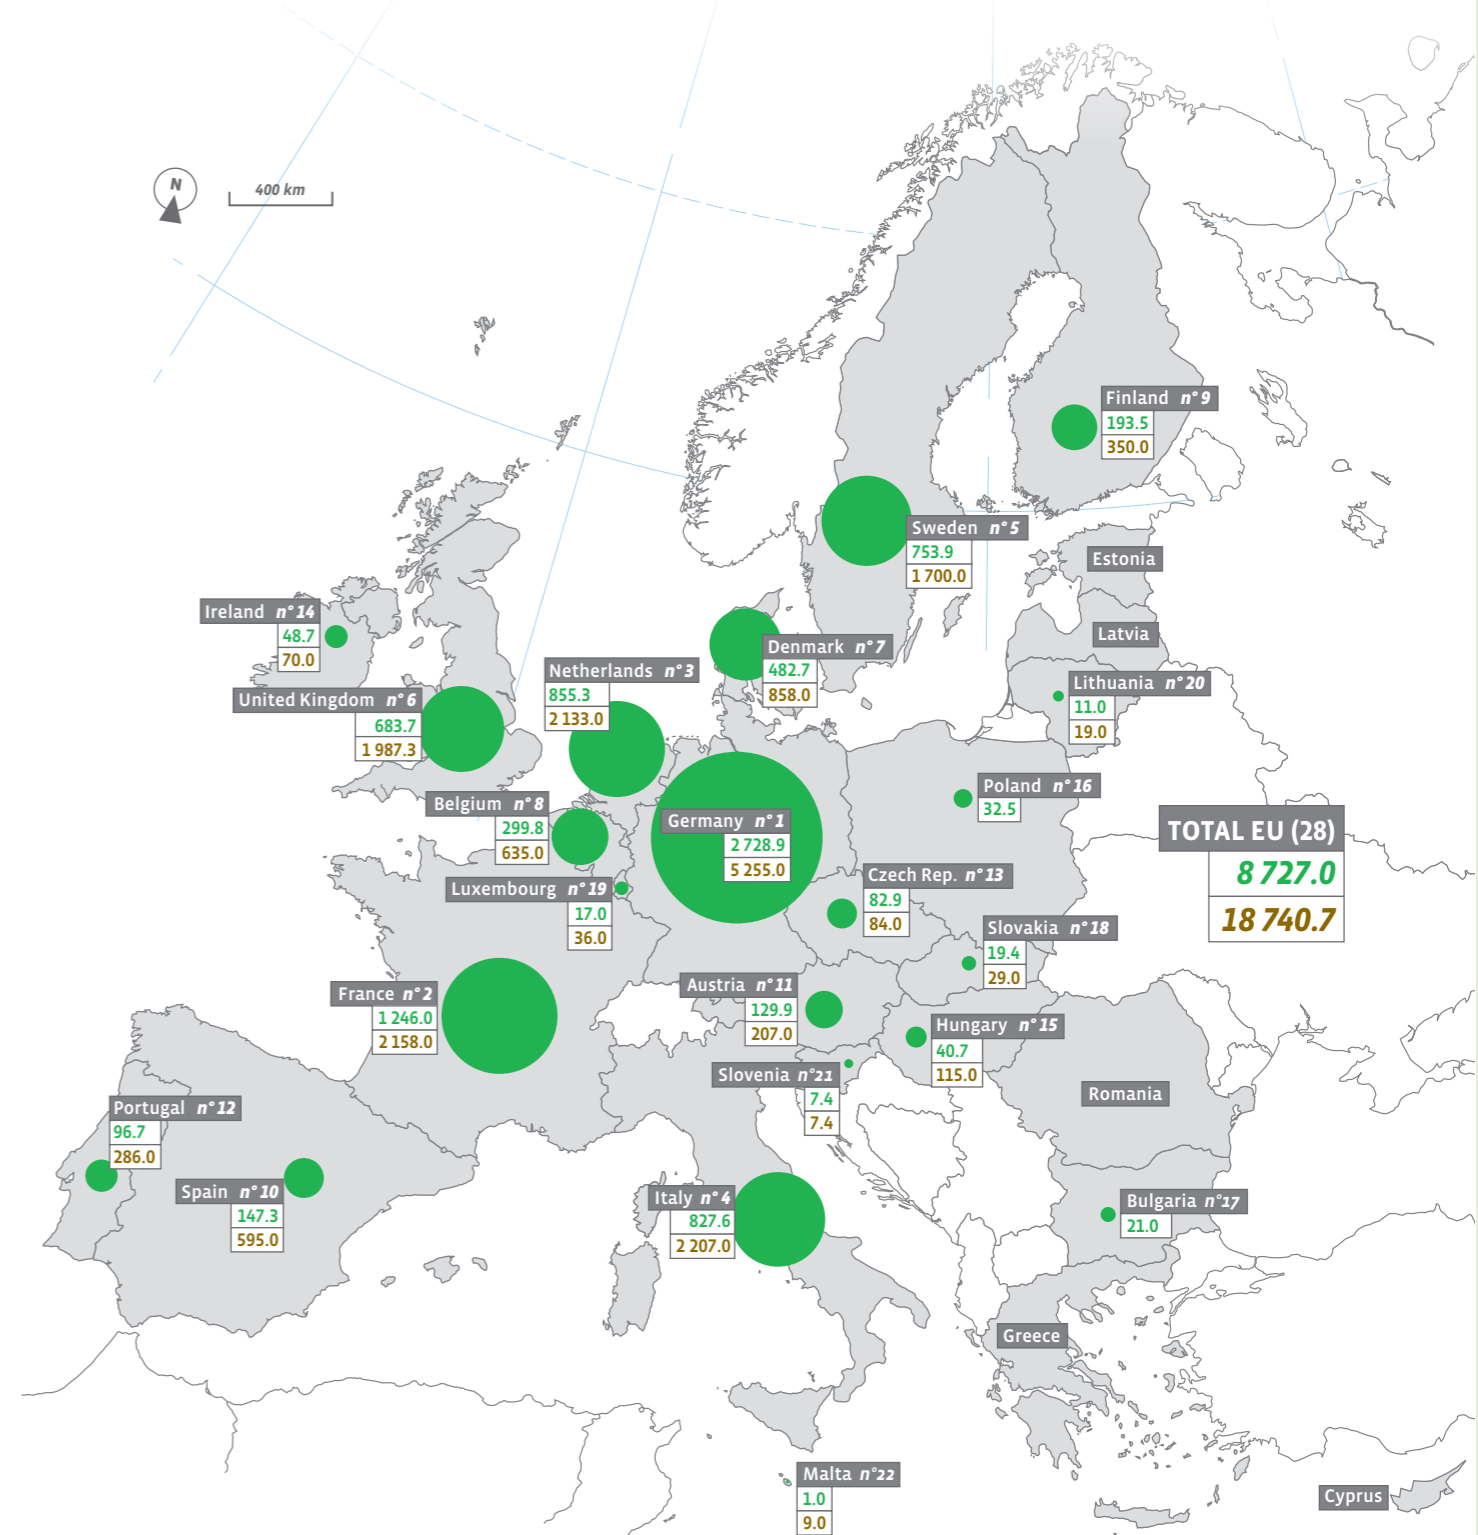 N
400 km
Finland n° 9
193.5
350.0
Sweden n° 5
753.9
1 700.0
Estonia
Ireland n° 14
48.7
70.0
Latvia
Denmark n° 7
482.7
858.0
Netherlands n° 3
855.3
2 133.0
Lithuania n° 20
11.0
19.0
United Kingdom n° 6
683.7
1 987.3
Poland n° 16
32.5
Belgium n° 8
299.8
635.0
Germany n° 1
2 728.9
5 255.0
TOTAL EU (28)
8 727.0
18 740.7
Czech Rep. n° 13
82.9
84.0
Luxembourg n° 19
17.0
36.0
Slovakia n° 18
19.4
29.0
Austria n° 11
129.9
207.0
France n° 2
1 246.0
2 158.0
Hungary n° 15
40.7
115.0
Slovenia n°21
7.4
7.4
Romania
Portugal n° 12
96.7
286.0
Spain n° 10
147.3
595.0
Italy n° 4
827.6
2 207.0
Bulgaria n°17
21.0
Greece
Malta n°22
1.0
9.0
Cyprus